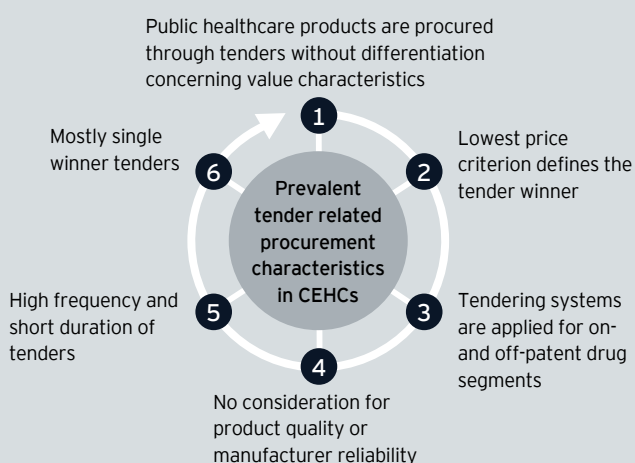 Public healthcare products are procured
through tenders without differentiation
concerning value characteristics
1
Lowest price
criterion defines the
tender winner
2
Tendering systems
are applied for on-
and off-patent drug
segments
3
No consideration for
product quality or
manufacturer reliability
4
High frequency and
short duration of
tenders
5
Mostly single
winner tenders
6
Prevalent
tender related
procurement
characteristics
in CEHCs